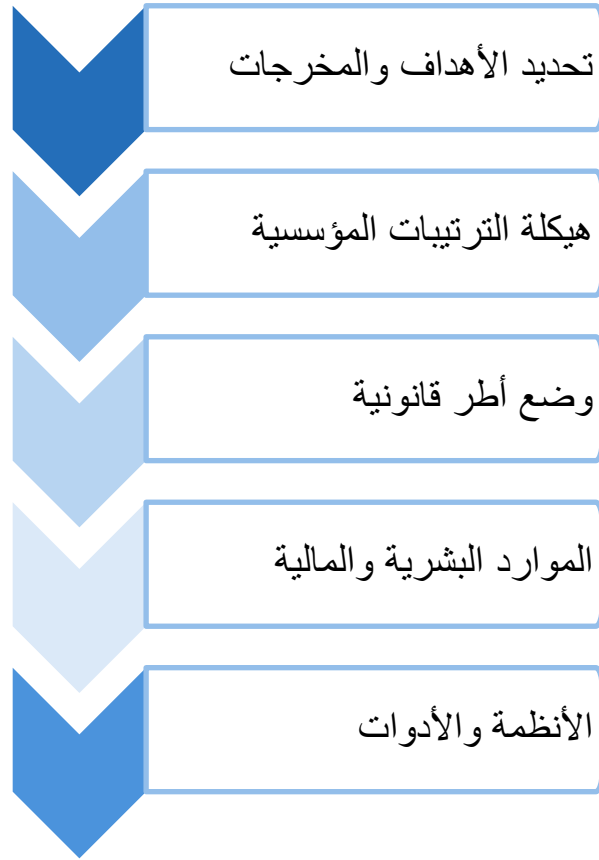 تحديد الأهداف والمخرجات
هيكلة الترتيبات المؤسسية
وضع أطر قانونية
الموارد البشرية والمالية
الأنظمة والأدوات